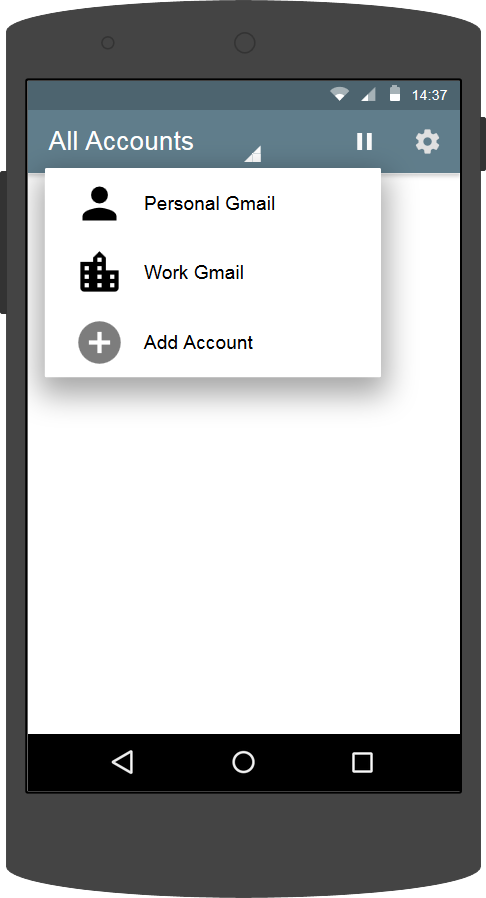 14:37
All Accounts
Personal Gmail
Work Gmail
Add Account